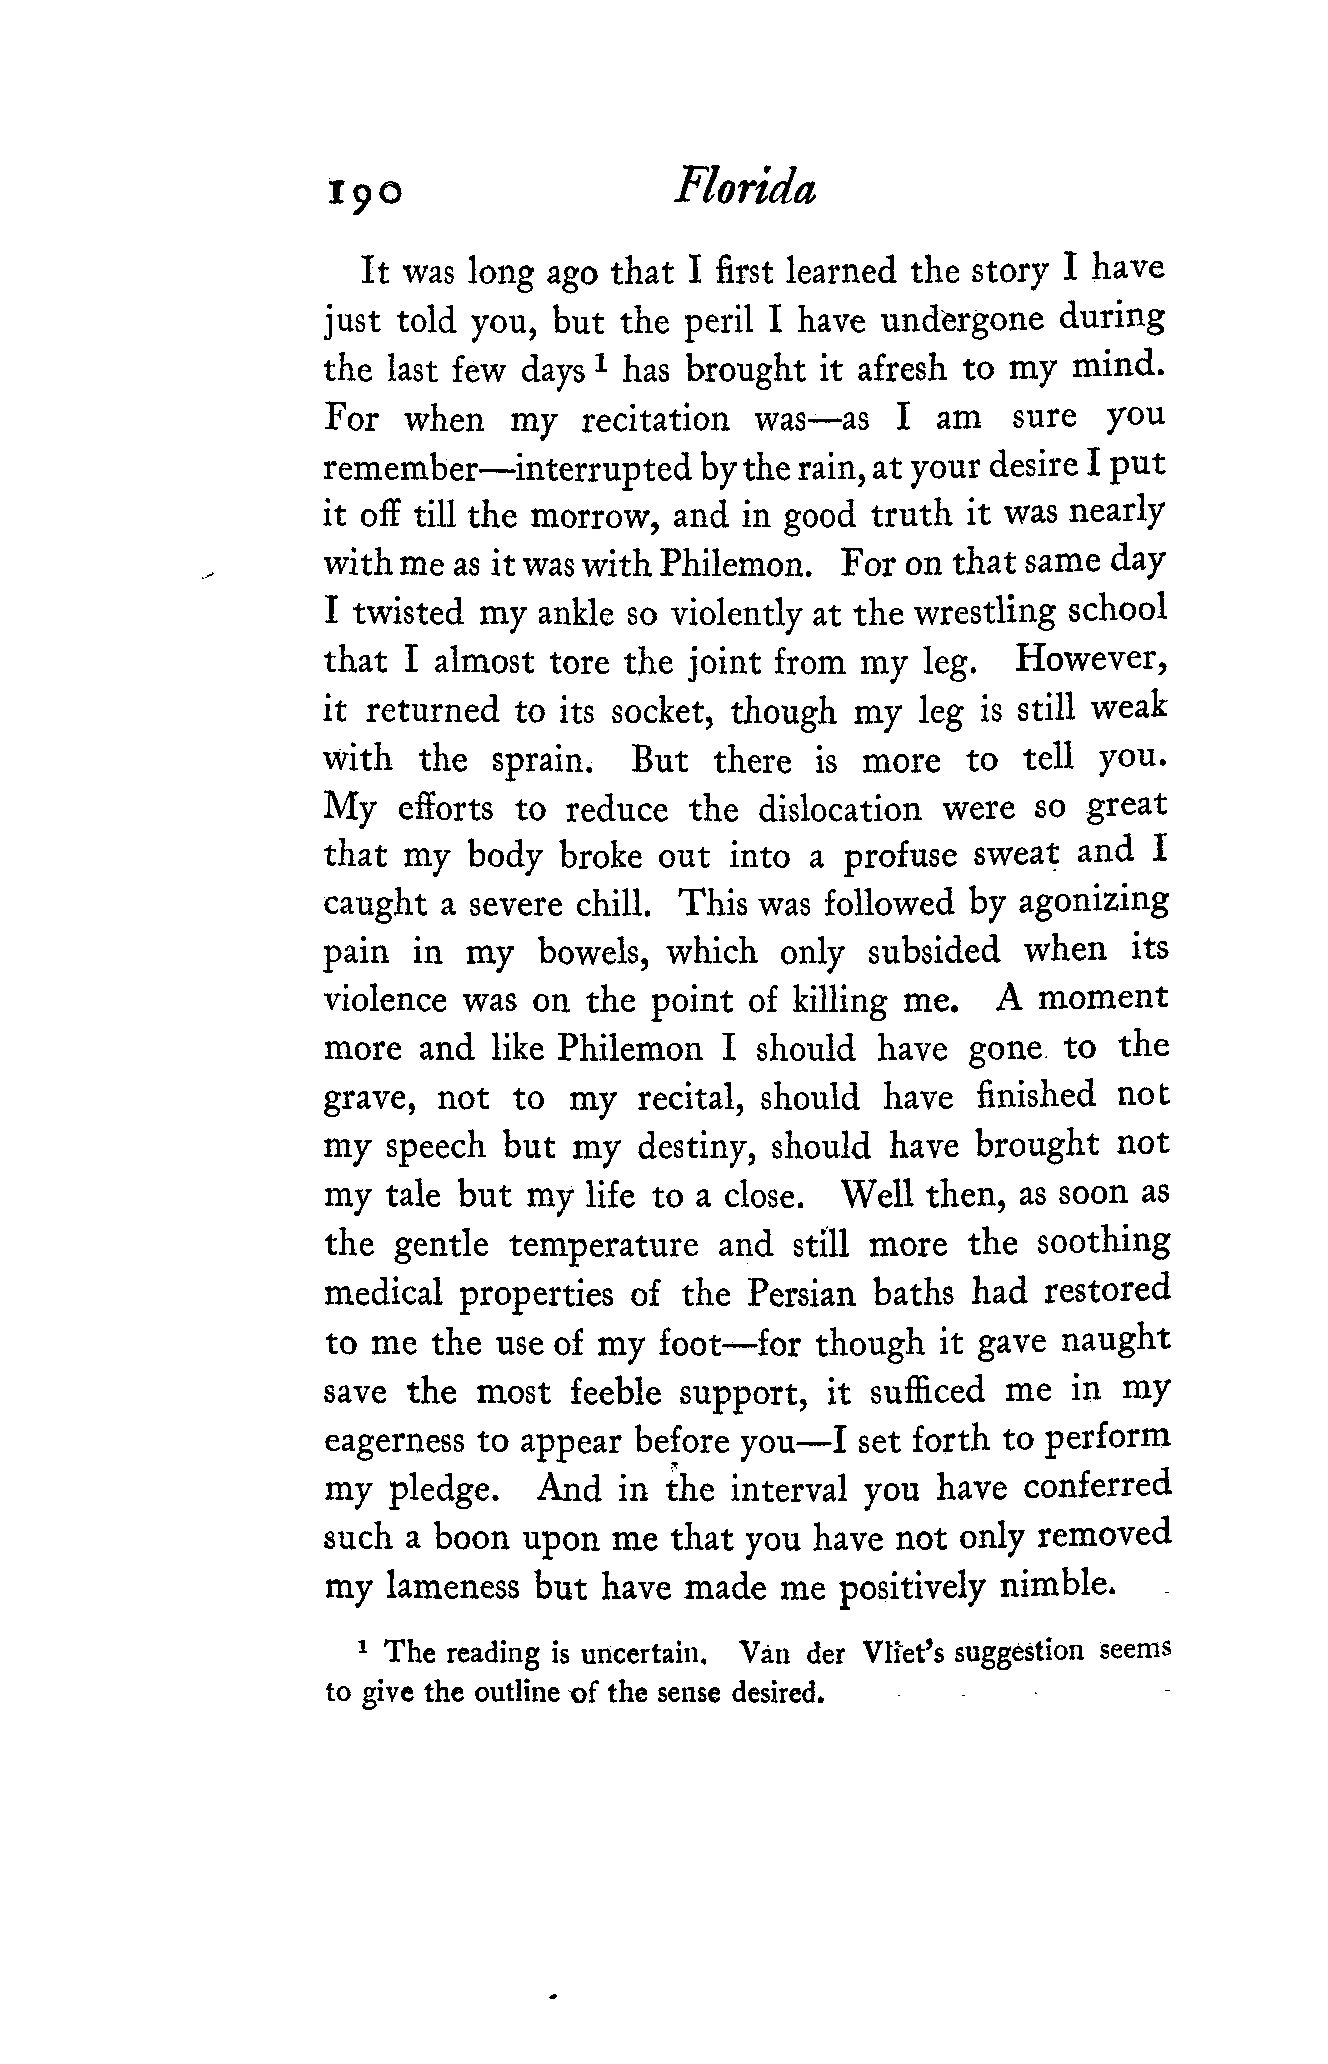 190 Florida
It was long ago that I first learned the story I have
just told you, but the peril I have undergone during
the last few days ¹ has brought it afresh to my mind.
For when my recitation was—as I am sure you
remember—interrupted by the rain, at your desire I put
it off till the morrow, and in good truth it was nearly
with me as it was with Philemon. For on that same day
I twisted my ankle so violently at the wrestling school
that I almost tore the joint from my leg. However,
it returned to its socket, though my leg is still weak
with the sprain. But there is more to tell you.
My efforts to reduce the dislocation were so great
that my body broke out into a profuse sweat and I
caught a severe chill. This was followed by agonizing
pain in my bowels, which only subsided when its
violence was on the point of killing me. A moment
more and like Philemon I should have gone to the
grave, not to my recital, should have finished not
my speech but my destiny, should have brought not
my tale but my life to a close. Well then, as soon as
the gentle temperature and still more the soothing
medical properties of the Persian baths had restored
to me the use of my foot—for though it gave naught
save the most feeble support, it sufficed me in my
eagerness to appear before you—I set forth to perform
my pledge. And in the interval you have conferred
such a boon upon me that you have not only removed
my lameness but have made me positively nimble.
¹ The reading is uncertain. Van der Vliet's suggestion seems
to give the outline of the sense desired.